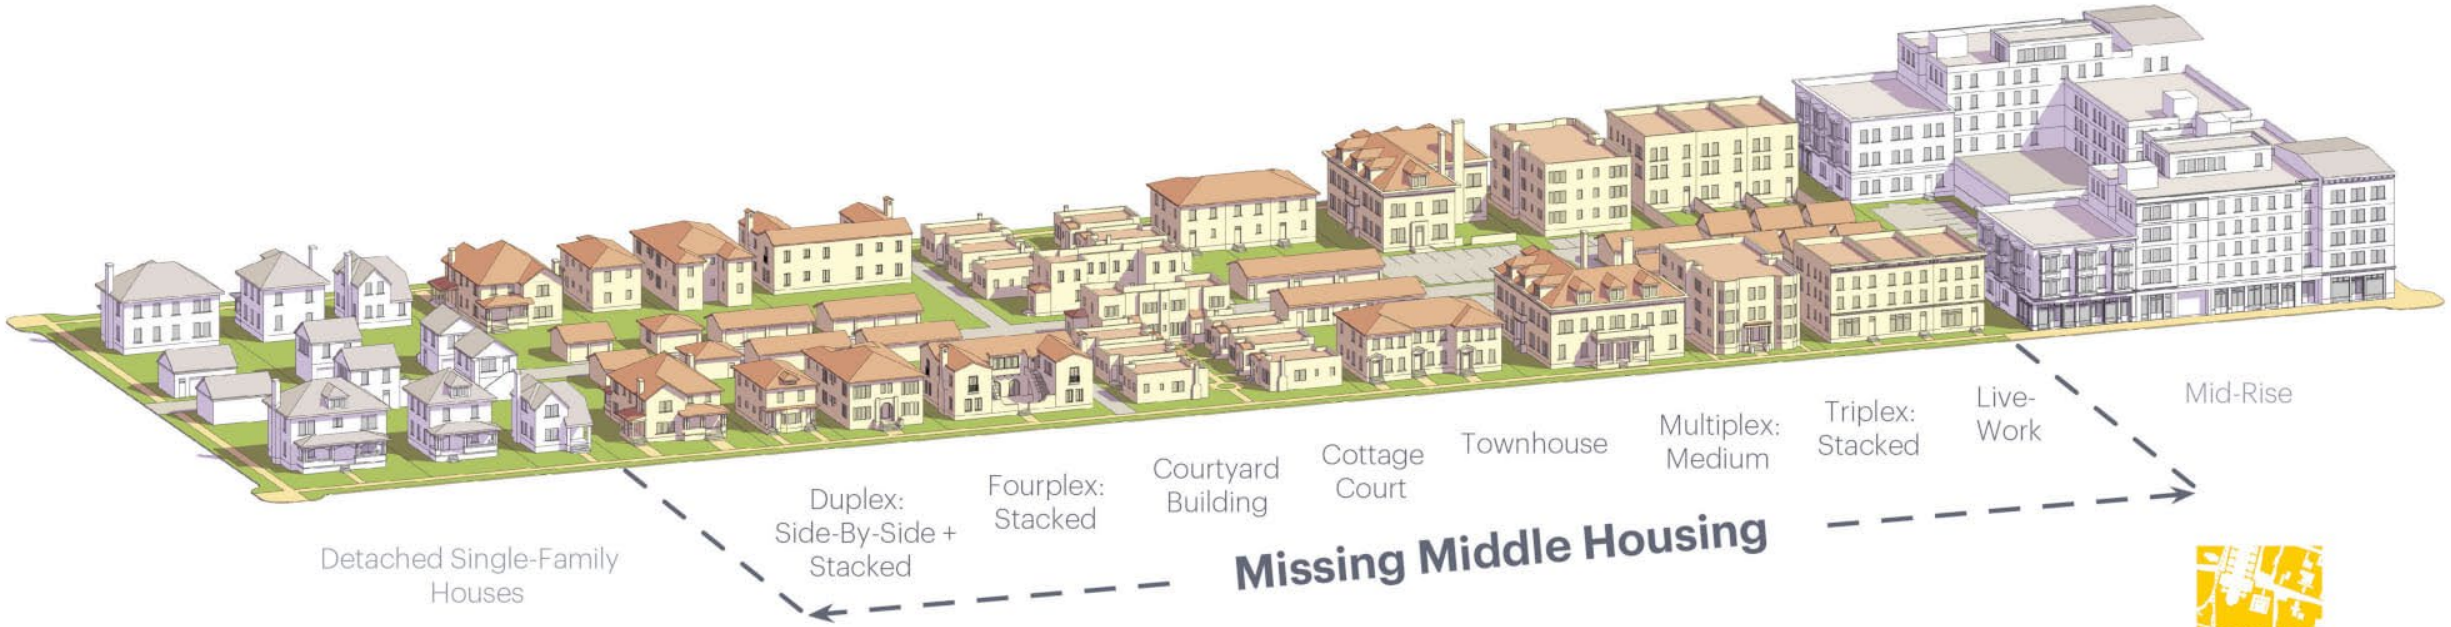 Detached Single-Family
Houses
Duplex:
Side-By-Side +
Stacked
Fourplex:
Stacked
Courtyard
Building
Cottage
Court
Townhouse
Multiplex:
Medium
Triplex:
Stacked
Live-
Work
Mid-Rise
Missing Middle Housing